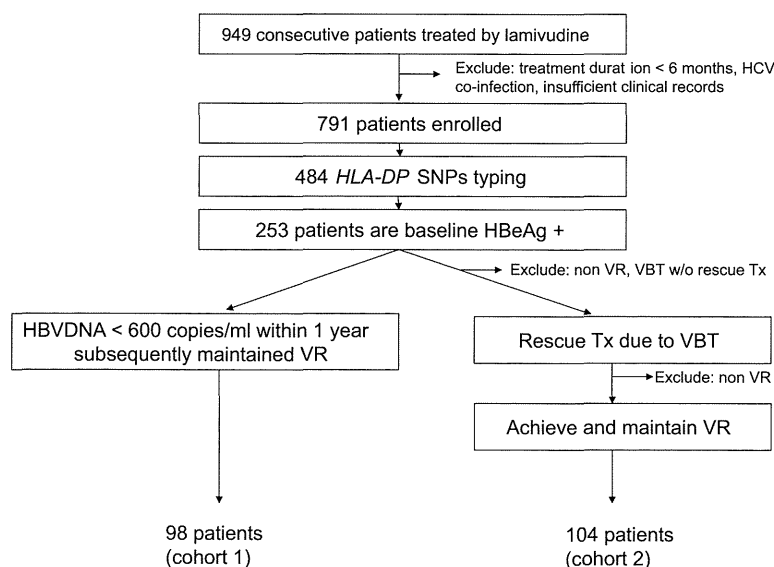 949 consecutive patients treated by lamivudine
Exclude: treatment durat ion < 6 months, HCV
co-infection, insufficient clinical records
791 patients enrolled
484 HLA-DP SNPs typing
253 patients are baseline HBeAg +
Exclude: non VR, VBT w/o rescue Tx
HBVDNA < 600 copies/ml within 1 year
subsequently maintained VR
Rescue Tx due to VBT
Exclude: non VR
Achieve and maintain VR
98 patients
(cohort 1)
104 patients
(cohort 2)